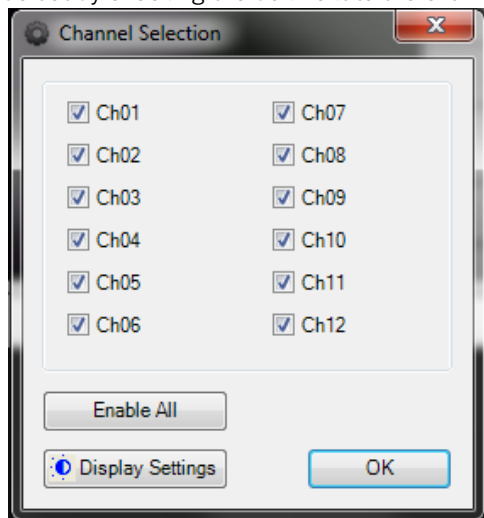 Channel Selection
Ch01
Ch07
Ch02
Ch08
Ch03
Ch09
Ch04
Ch10
Ch05
Ch11
Ch06
Ch12
Enable All
Display Settings
OK